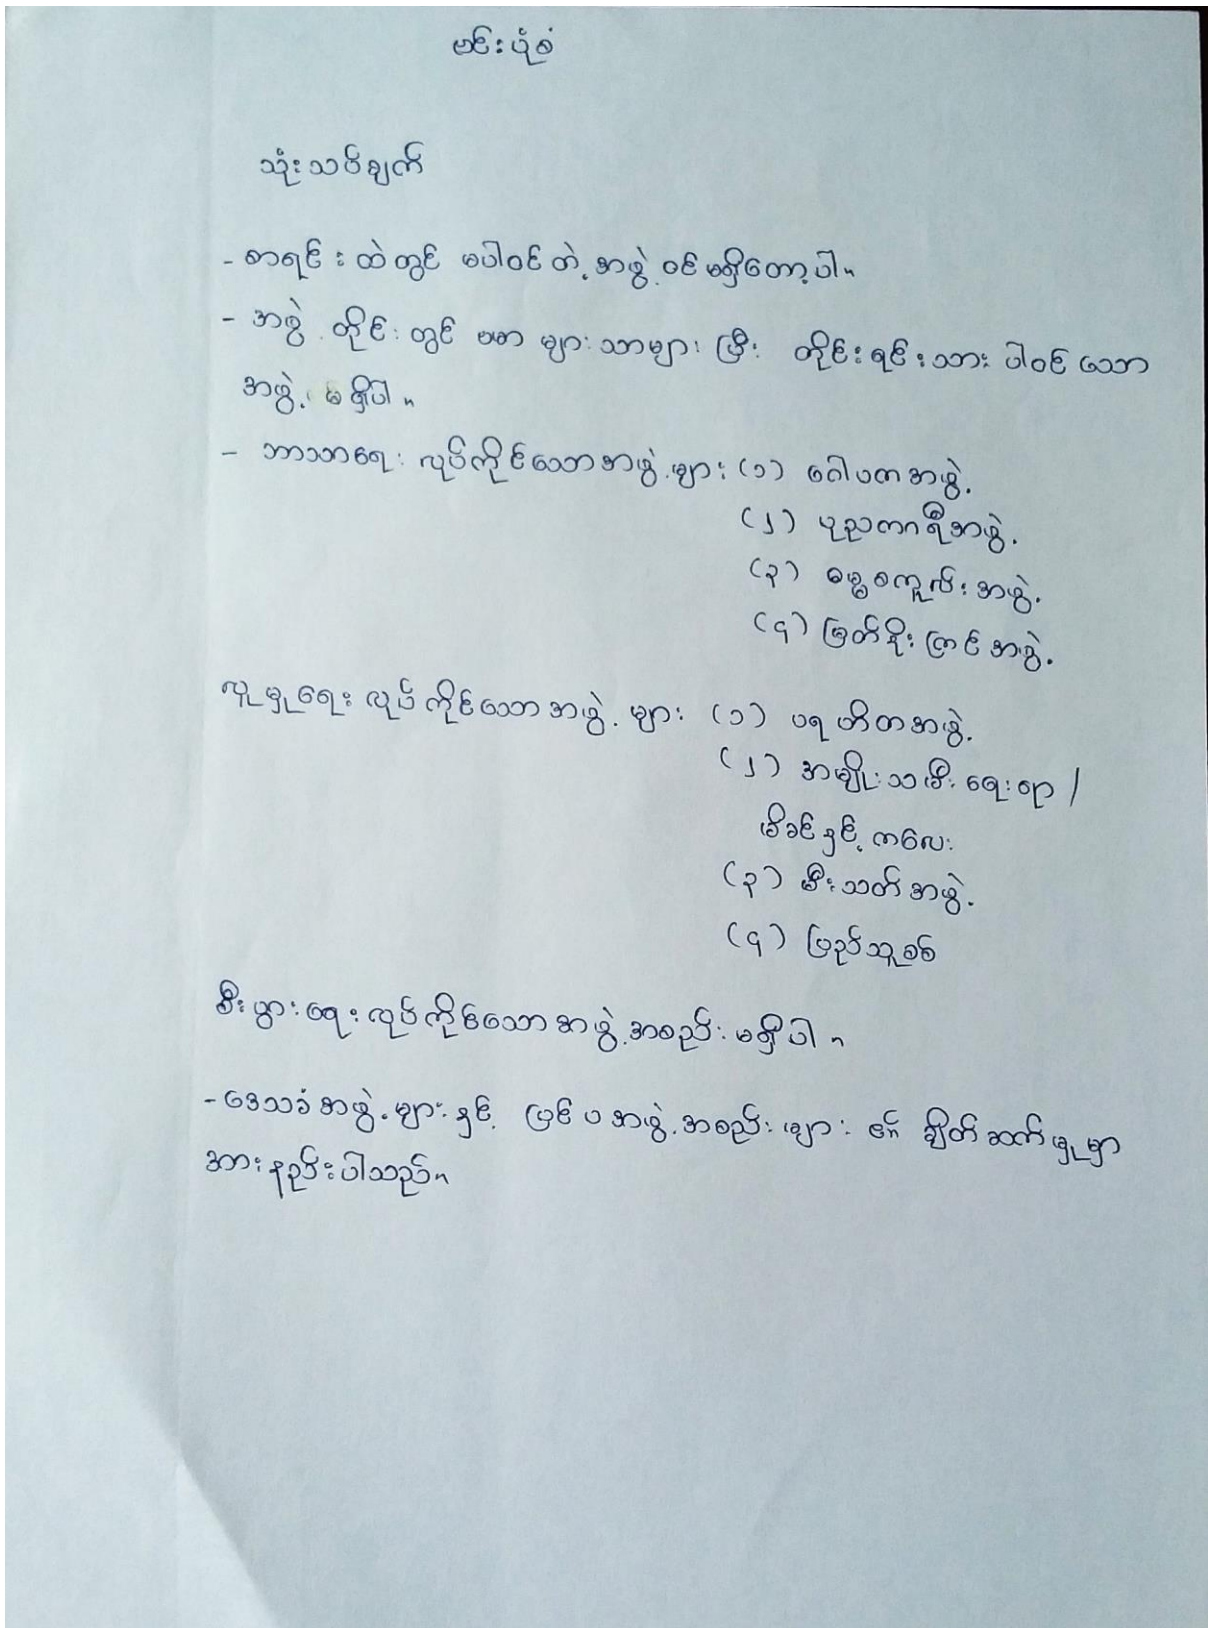 ဗင်းပုံစံ
သုံးသပ်ချက်
- စာရင်းထဲတွင် မပါဝင်တဲ့အဖွဲ့ဝင်မရှိတော့ပါ။
- အဖွဲ့တိုင်းတွင် ဗမာ များသာများ ပြီး တိုင်းရင်းသား ပါဝင်သော
အဖွဲ့ မရှိပါ။
- ဘာသာရေး လုပ်ကိုင်သောအဖွဲ့များ (၁) ဂေါပကအဖွဲ့
(၂) ပုညကာရီအဖွဲ့
(၃) ဓမ္မစကူးလ်အဖွဲ့
(၄) မြတ်နိုးကြင်အဖွဲ့
လူမှုရေး လုပ်ကိုင်သောအဖွဲ့များ (၁) ပရဟိတအဖွဲ့
(၂) အမျိုးသမီးရေးရာ /
မိခင်နှင့်ကလေး
(၃) မီးသတ်အဖွဲ့
(၄) ပြည်သူ့စစ်
စီးပွားရေး လုပ်ကိုင်သောအဖွဲ့အစည်း မရှိပါ။
- ဒေသခံအဖွဲ့များနှင့် ပြင်ပအဖွဲ့အစည်းများ ၏ ချိတ်ဆက်မှုမှာ
အားနည်းပါသည်။